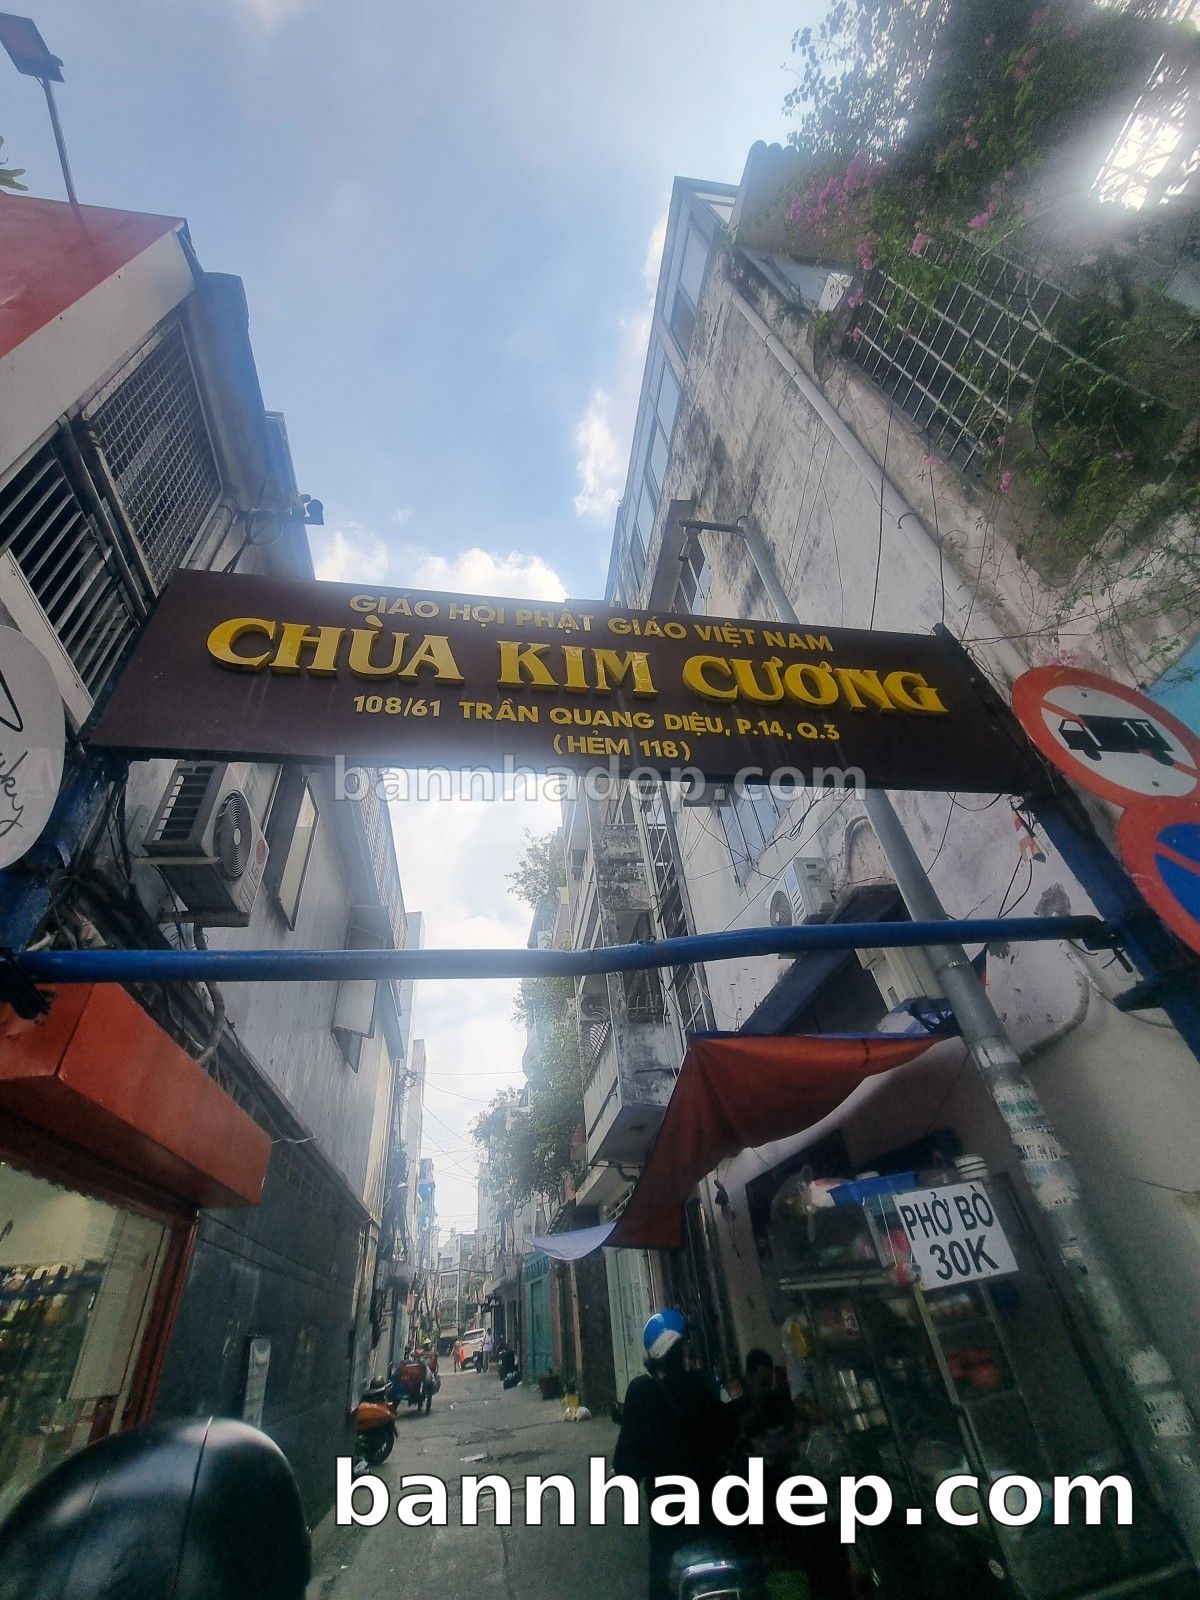 GIÁO HỘI PHẬT GIÁO VIỆT NAM
CHÙA KIM CƯƠNG
108/61 TRẦN QUANG DIỆU, P.14, Q.3
(HẺM 118)
bannhadep.com
PHỞ BÒ
30K
bannhadep.com